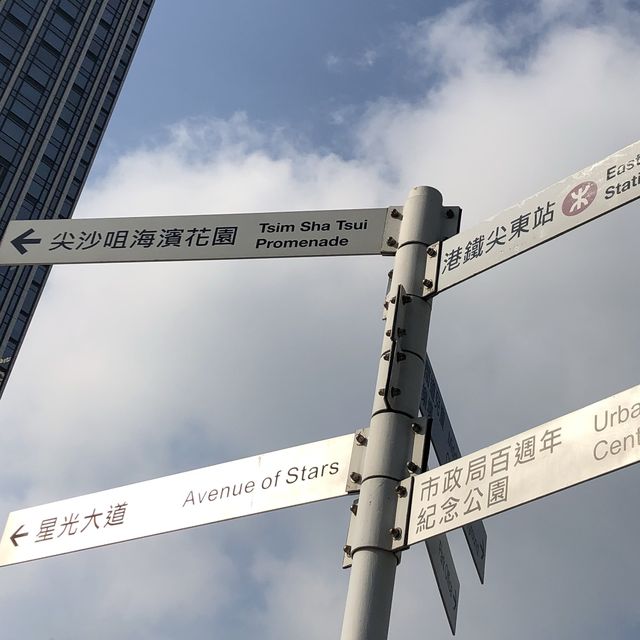 尖沙咀海濱花園
Tsim Sha Tsui
Promenade
港鐵尖東站
East
Stati
星光大道
Avenue of Stars
市政局百週年
紀念公園
Urba
Cent